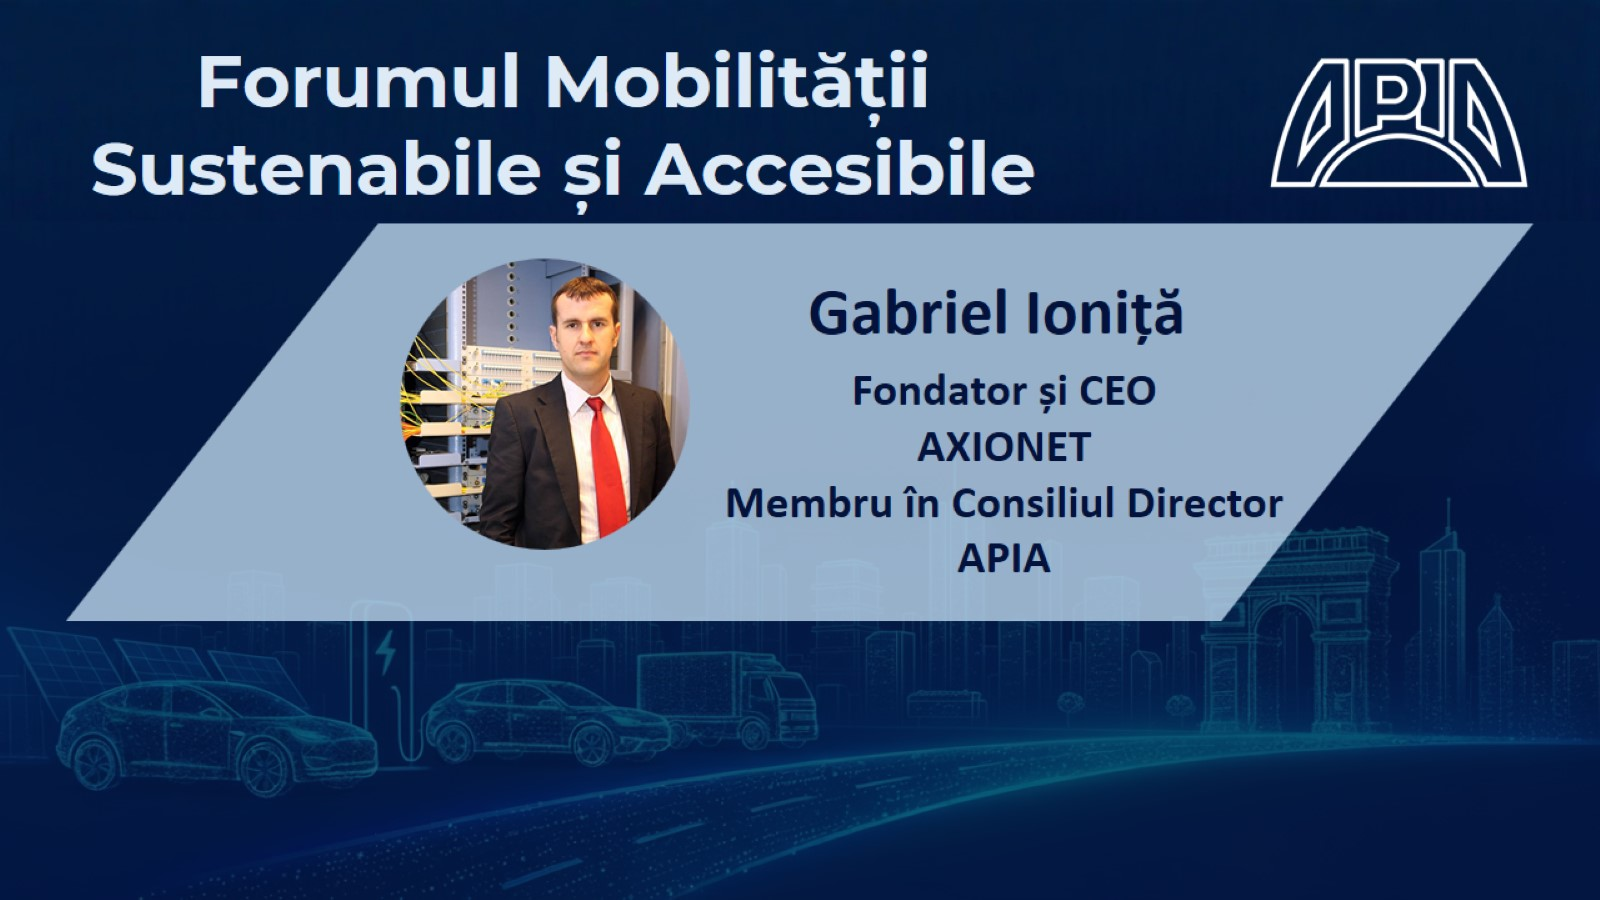 Forumul Mobilității
Sustenabile și Accesibile
APIA
Gabriel Ioniță
Fondator și CEO
AXIONET
Membru în Consiliul Director
APIA